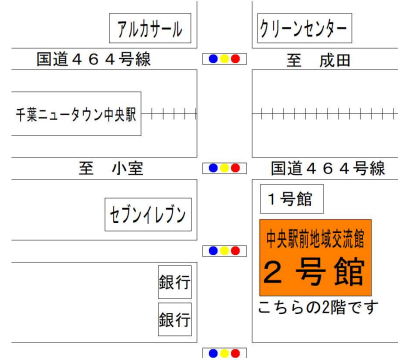 アルカサール
クリーンセンター
国道４６４号線
至　成田
千葉ニュータウン中央駅
至　小室
国道４６４号線
１号館
セブンイレブン
中央駅前地域交流館
２号館
こちらの2階です
銀行
銀行